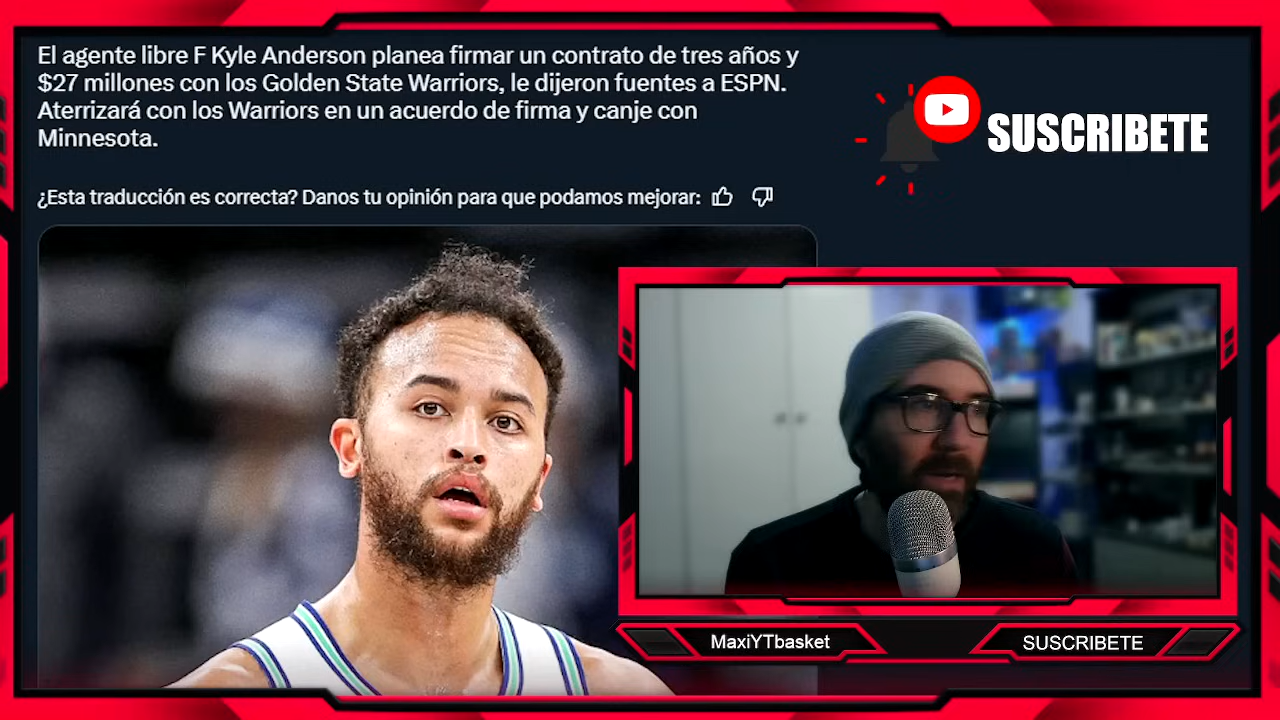 El agente libre F Kyle Anderson planea firmar un contrato de tres años y
$27 millones con los Golden State Warriors, le dijeron fuentes a ESPN.
Aterrizará con los Warriors en un acuerdo de firma y canje con
Minnesota.
¿Esta traducción es correcta? Danos tu opinión para que podamos mejorar:
SUSCRIBETE
MaxiYTbasket
SUSCRIBETE